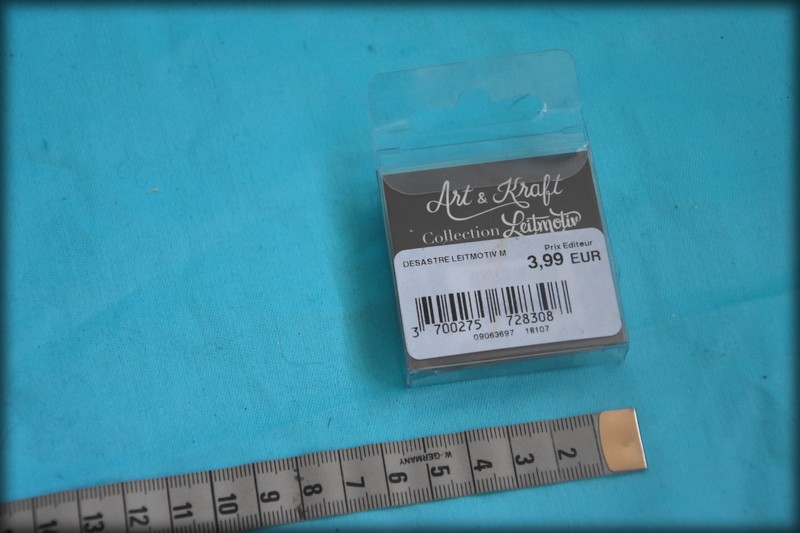 Art & Kraft
Collection Leitmotiv
DESASTRE LEITMOTIV M
Prix Editeur
3,99 EUR
3 700275 728308
09063697 18107
W.-GERMANY
13 12 11 10 9 8 7 6 5 4 3 2